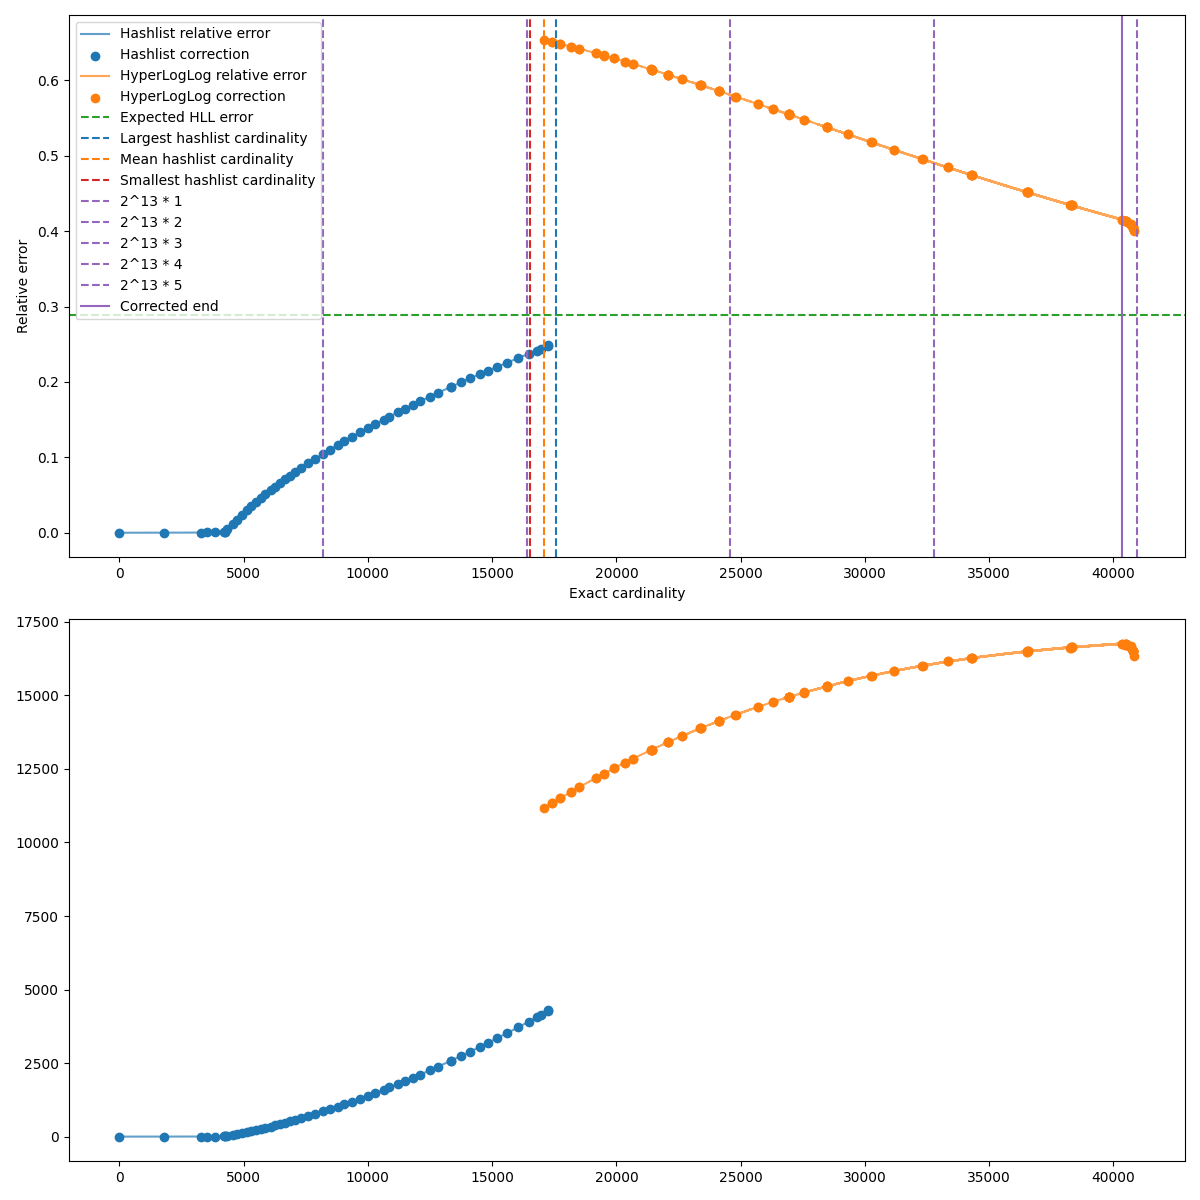 Hashlist relative error
Hashlist correction
HyperLogLog relative error
HyperLogLog correction
Expected HLL error
Largest hashlist cardinality
Mean hashlist cardinality
Smallest hashlist cardinality
2^13 * 1
2^13 * 2
2^13 * 3
2^13 * 4
2^13 * 5
Corrected end
Relative error
0.6
0.5
0.4
0.3
0.2
0.1
0.0
0 5000 10000 15000 20000 25000 30000 35000 40000
Exact cardinality
17500
15000
12500
10000
7500
5000
2500
0
0 5000 10000 15000 20000 25000 30000 35000 40000